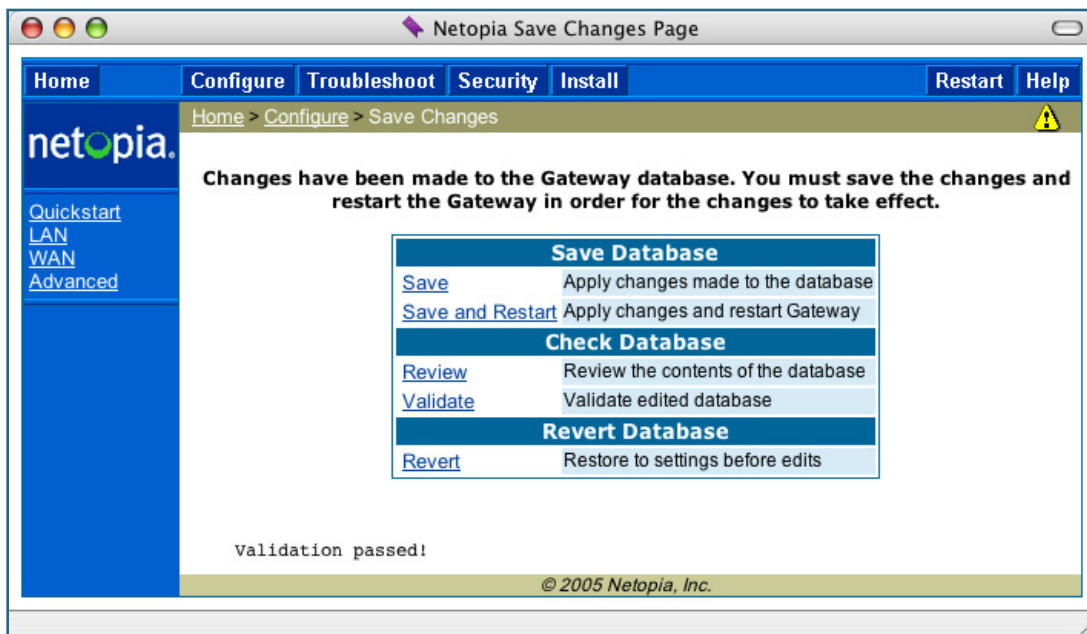 Netopia Save Changes Page
Home Configure Troubleshoot Security Install Restart Help
netopia.
Home > Configure > Save Changes
Quickstart
LAN
WAN
Advanced
Changes have been made to the Gateway database. You must save the changes and
restart the Gateway in order for the changes to take effect.
Save Database
Save Apply changes made to the database
Save and Restart Apply changes and restart Gateway
Check Database
Review Review the contents of the database
Validate Validate edited database
Revert Database
Revert Restore to settings before edits
Validation passed!
© 2005 Netopia, Inc.